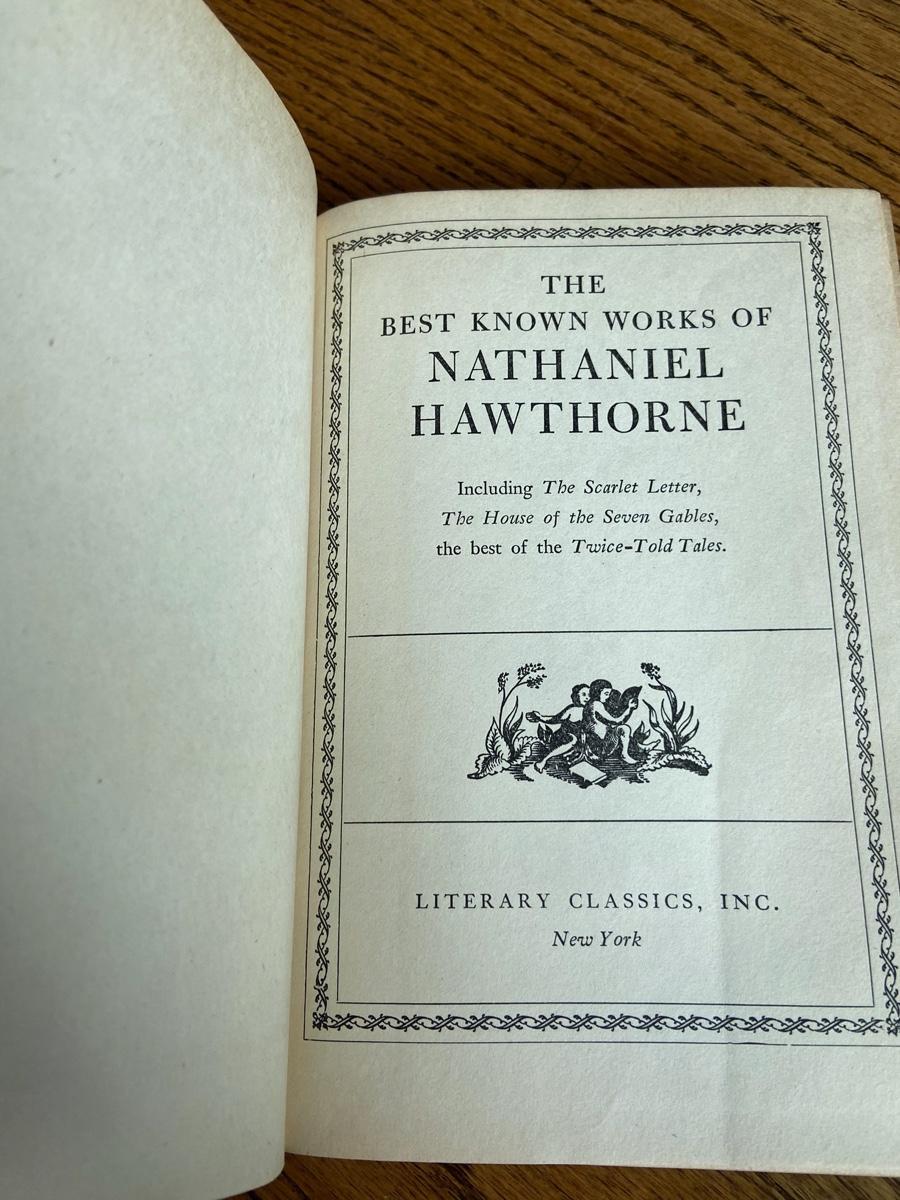 THE
BEST KNOWN WORKS OF
NATHANIEL
HAWTHORNE
Including The Scarlet Letter,
The House of the Seven Gables,
the best of the Twice-Told Tales.
LITERARY CLASSICS, INC.
New York